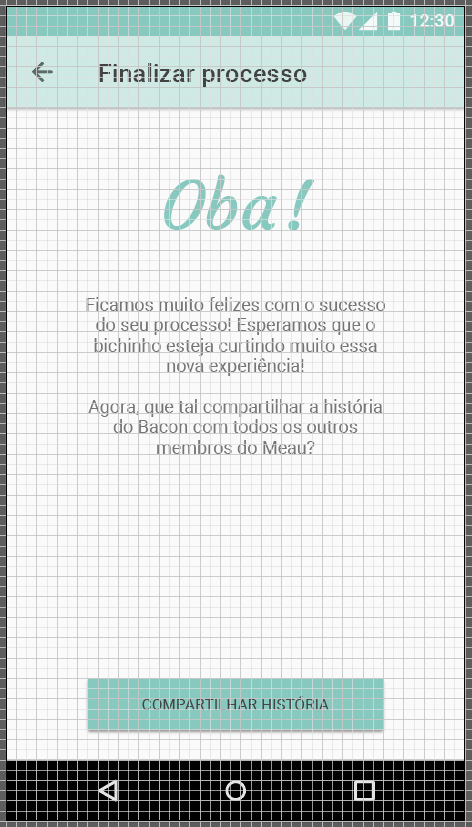 12:30
Finalizar processo
Oba!
Ficamos muito felizes com o sucesso
do seu processo! Esperamos que o
bichinho esteja curtindo muito essa
nova experiência!
Agora, que tal compartilhar a história
do Bacon com todos os outros
membros do Meau?
COMPARTILHAR HISTÓRIA